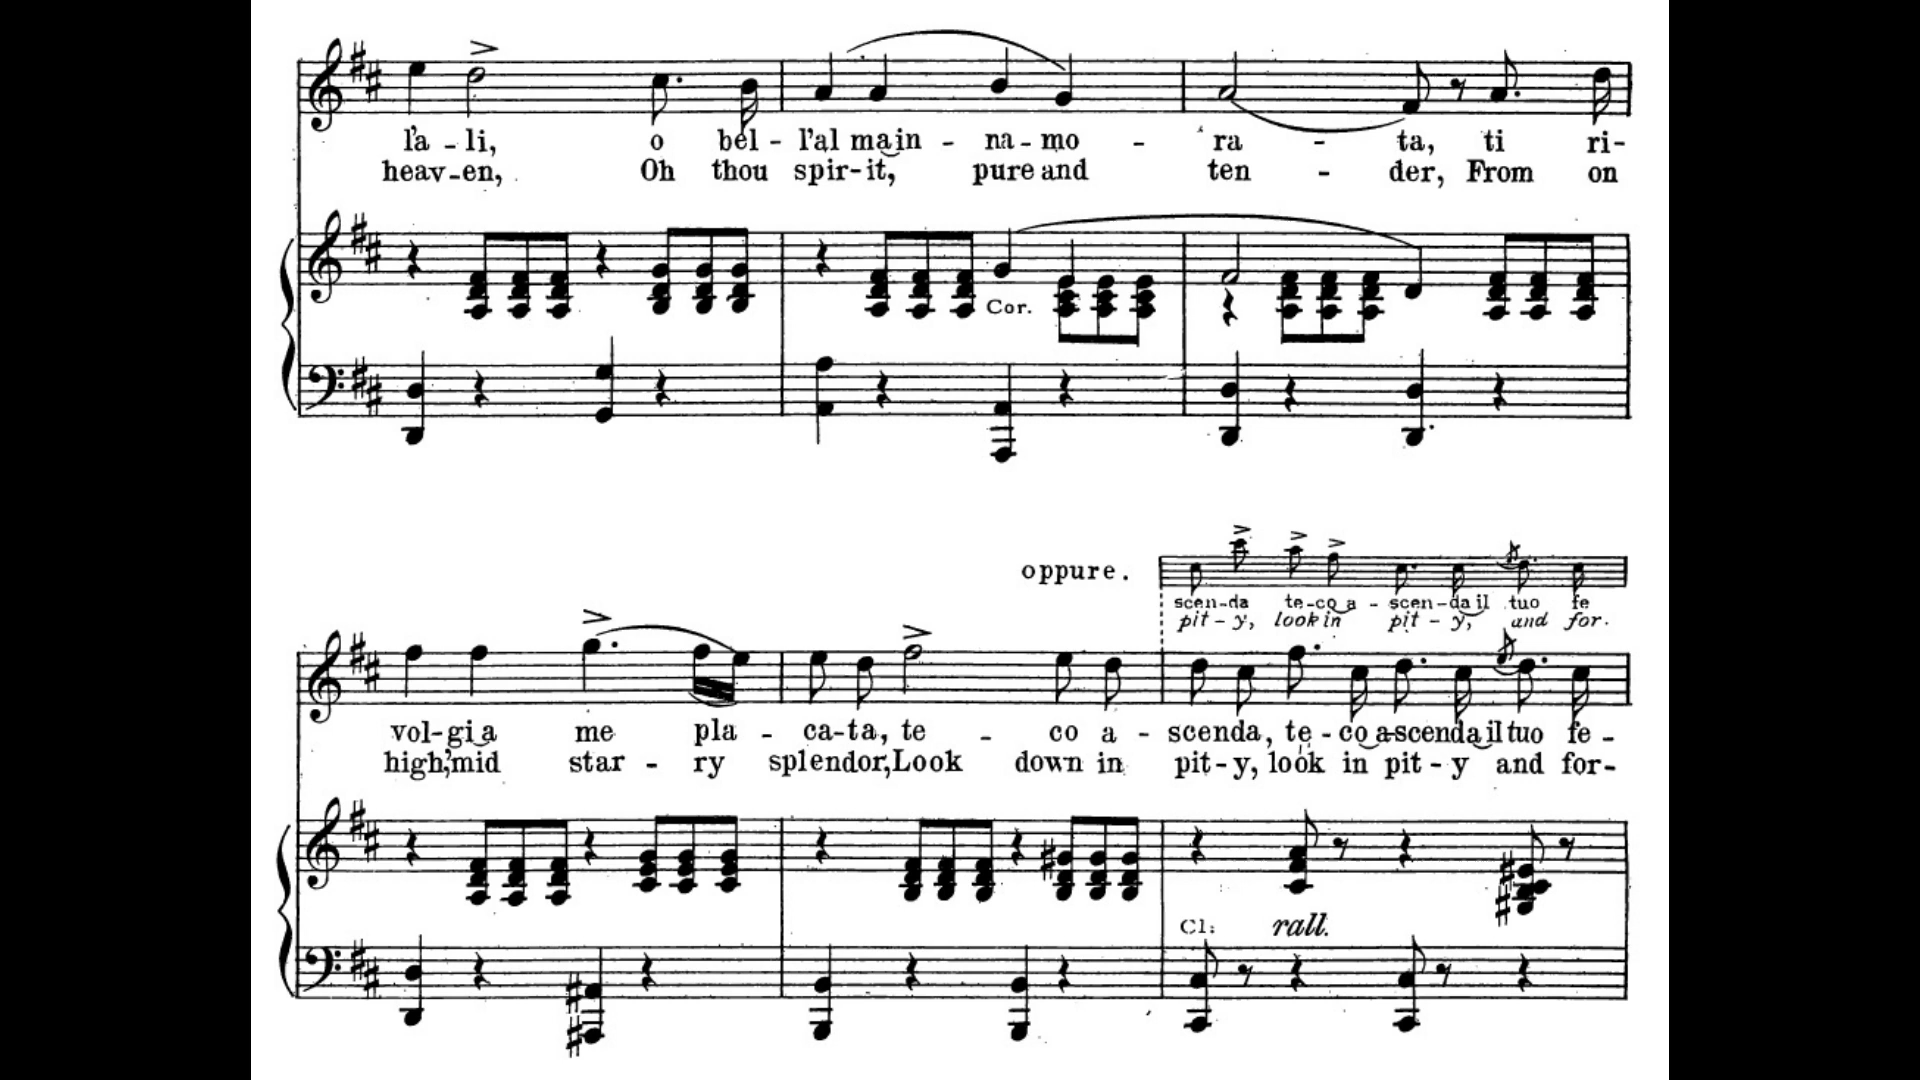 l'a - li, o bel - l'al ma in - na - mo - ra - ta, ti ri-
heav-en, Oh thou spir-it, pure and ten - der, From on
Cor.
oppure.
scen-da te-co a - scen-da il tuo fe
pit - y, look in pit - y, and for.
vol-gi a me pla - ca-ta, te - co a - scenda, te - co a-scenda il tuo fe -
high,'mid star - ry splendor, Look down in pit-y, look in pit-y and for-
Cl: rall.